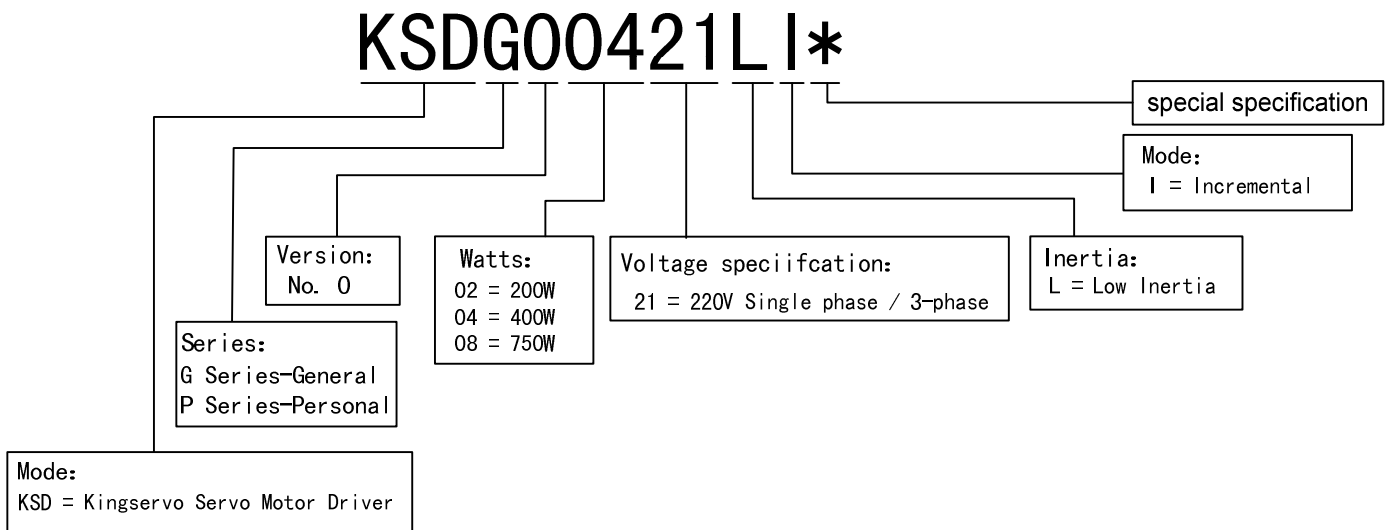 KSDG00421LI*
special specification
Mode:
I = Incremental
Version:
No. 0
Watts:
02 = 200W
04 = 400W
08 = 750W
Voltage speciifcation:
21 = 220V Single phase / 3-phase
Inertia:
L = Low Inertia
Series:
G Series-General
P Series-Personal
Mode:
KSD = Kingservo Servo Motor Driver